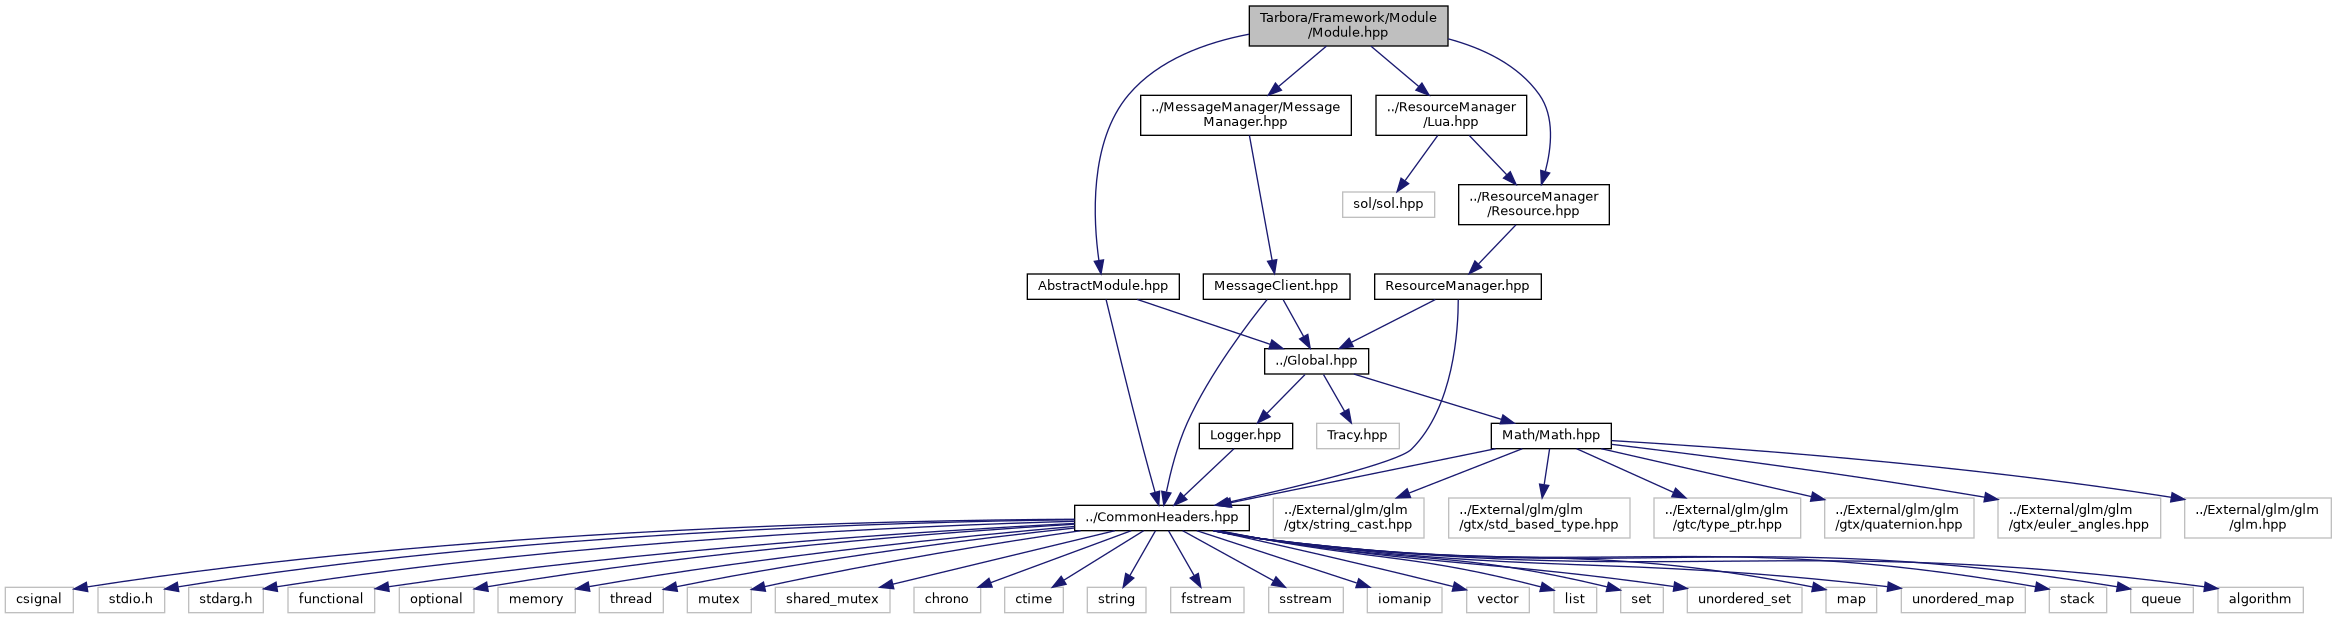 Tarbora/Framework/Module
/Module.hpp
../MessageManager/Message
Manager.hpp
../ResourceManager
/Lua.hpp
sol/sol.hpp
../ResourceManager
/Resource.hpp
AbstractModule.hpp
MessageClient.hpp
ResourceManager.hpp
../Global.hpp
Logger.hpp
Tracy.hpp
Math/Math.hpp
../CommonHeaders.hpp
../External/glm/glm
/gtx/string_cast.hpp
../External/glm/glm
/gtx/std_based_type.hpp
../External/glm/glm
/gtc/type_ptr.hpp
../External/glm/glm
/gtx/quaternion.hpp
../External/glm/glm
/gtx/euler_angles.hpp
../External/glm/glm
/glm.hpp
csignal
stdio.h
stdarg.h
functional
optional
memory
thread
mutex
shared_mutex
chrono
ctime
string
fstream
sstream
iomanip
vector
list
set
unordered_set
map
unordered_map
stack
queue
algorithm